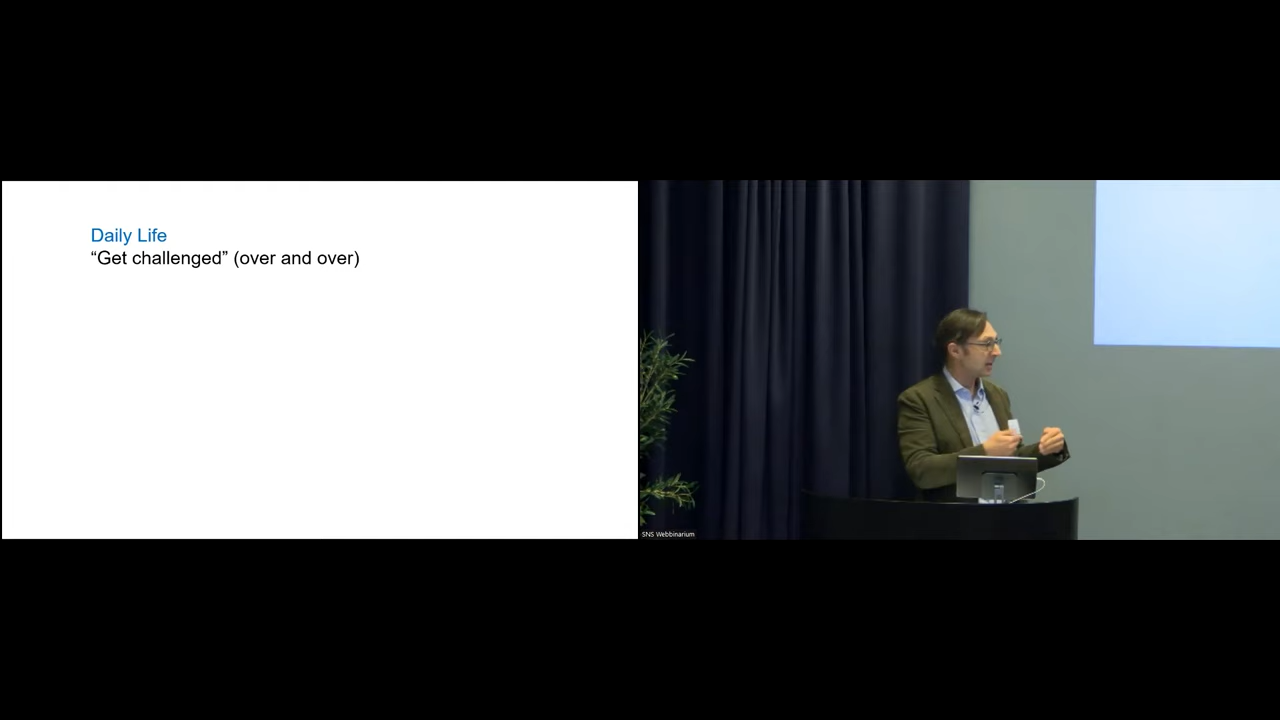 Daily Life
“Get challenged” (over and over)
SNS Webbinarium